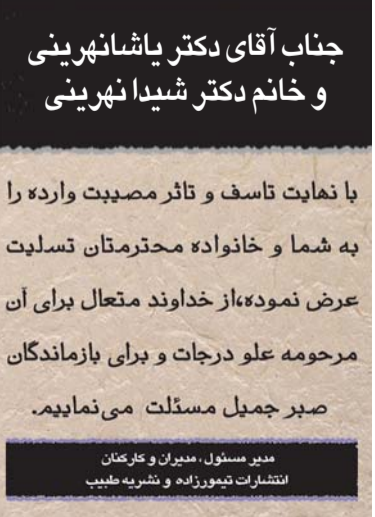 جناب آقای دکتر یاشانهرینی
و خانم دکتر شیدا نهرینی
با نهایت تاسف و تاثر مصیبت وارده را
به شما و خانواده محترمتان تسلیت
عرض نموده،از خداوند متعال برای آن
مرحومه علو درجات و برای بازماندگان
صبر جمیل مسئلت می‌نماییم.
مدیر مسئول، مدیران و کارکنان
انتشارات تیمورزاده و نشریه طبیب